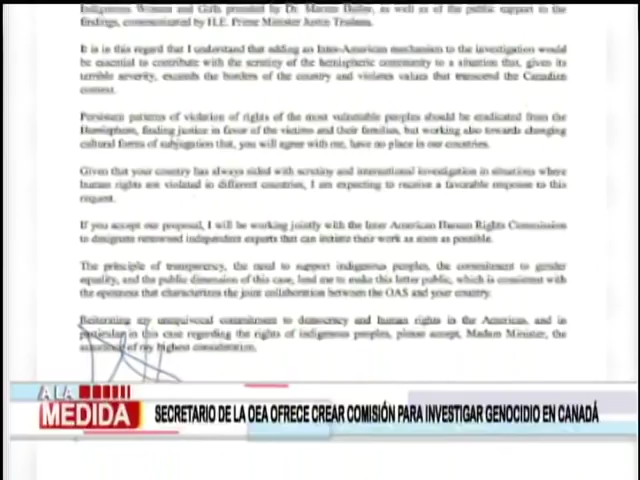 Indigenous Women and Girls presided by Dr. Marion Buller, as well as of the public support to the
findings, communicated by H.E. Prime Minister Justin Trudeau.
It is in this regard that I understand that adding an Inter-American mechanism to the investigation would
be essential to contribute with the scrutiny of the hemispheric community to a situation that, given its
terrible severity, exceeds the borders of the country and violates values that transcend the Canadian
context.
Persistent patterns of violation of rights of the most vulnerable peoples should be eradicated from the
Hemisphere, finding justice in favor of the victims and their families, but working also towards changing
cultural forms of subjugation that, you will agree with me, have no place in our countries.
Given that your country has always sided with scrutiny and international investigation in situations where
human rights are violated in different countries, I am expecting to receive a favorable response to this
request.
If you accept our proposal, I will be working jointly with the Inter American Human Rights Commission
to designate renowned independent experts that can initiate their work as soon as possible.
The principle of transparency, the need to support indigenous peoples, the commitment to gender
equality, and the public dimension of this case, lead me to make this letter public, which is consistent with
the openness that characterizes the joint collaboration between the OAS and your country.
Reiterating my unequivocal commitment to democracy and human rights in the Americas, and in
particular in this case regarding the rights of indigenous peoples, please accept, Madam Minister, the
assurance of my highest consideration.
A LA
MEDIDA
SECRETARIO DE LA OEA OFRECE CREAR COMISIÓN PARA INVESTIGAR GENOCIDIO EN CANADÁ